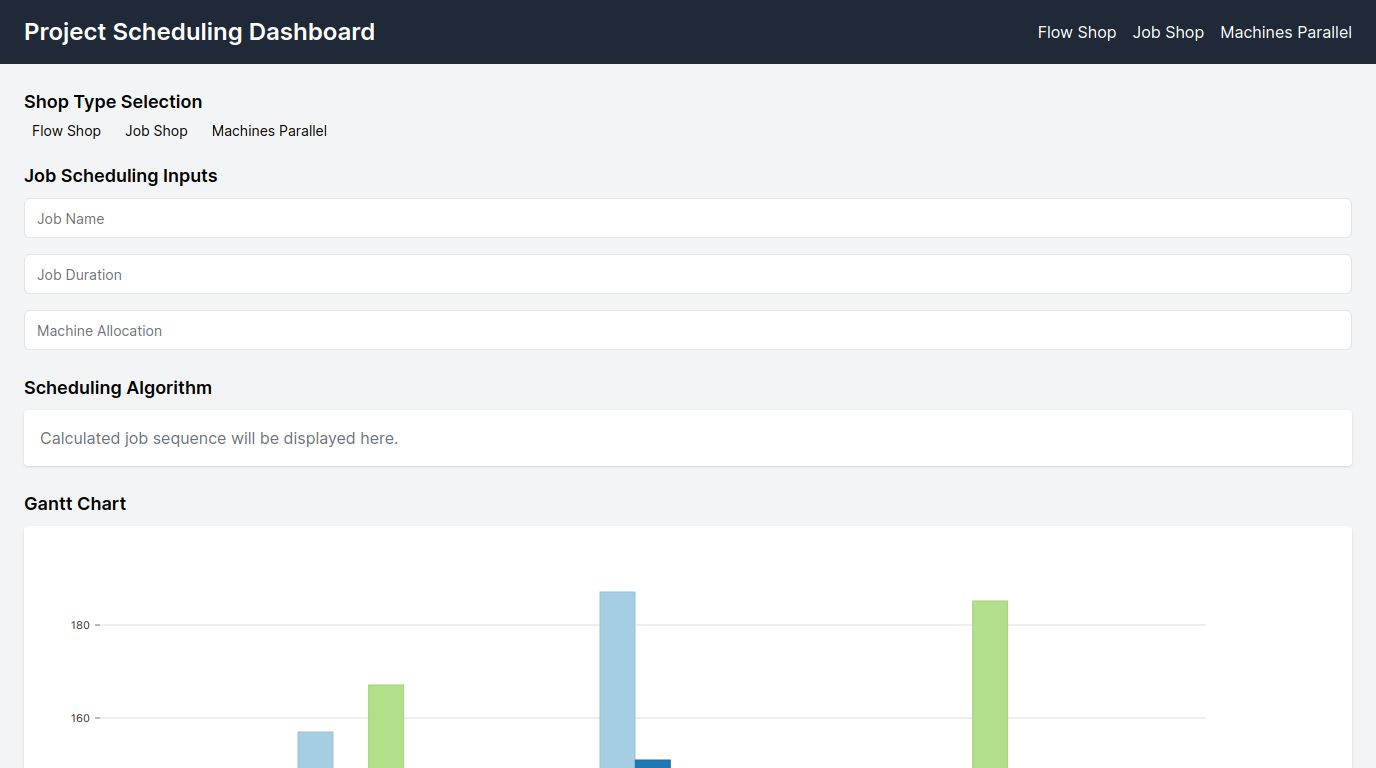 Project Scheduling Dashboard
Flow Shop Job Shop Machines Parallel
Shop Type Selection
Flow Shop Job Shop Machines Parallel
Job Scheduling Inputs
Job Name
Job Duration
Machine Allocation
Scheduling Algorithm
Calculated job sequence will be displayed here.
Gantt Chart
180
160